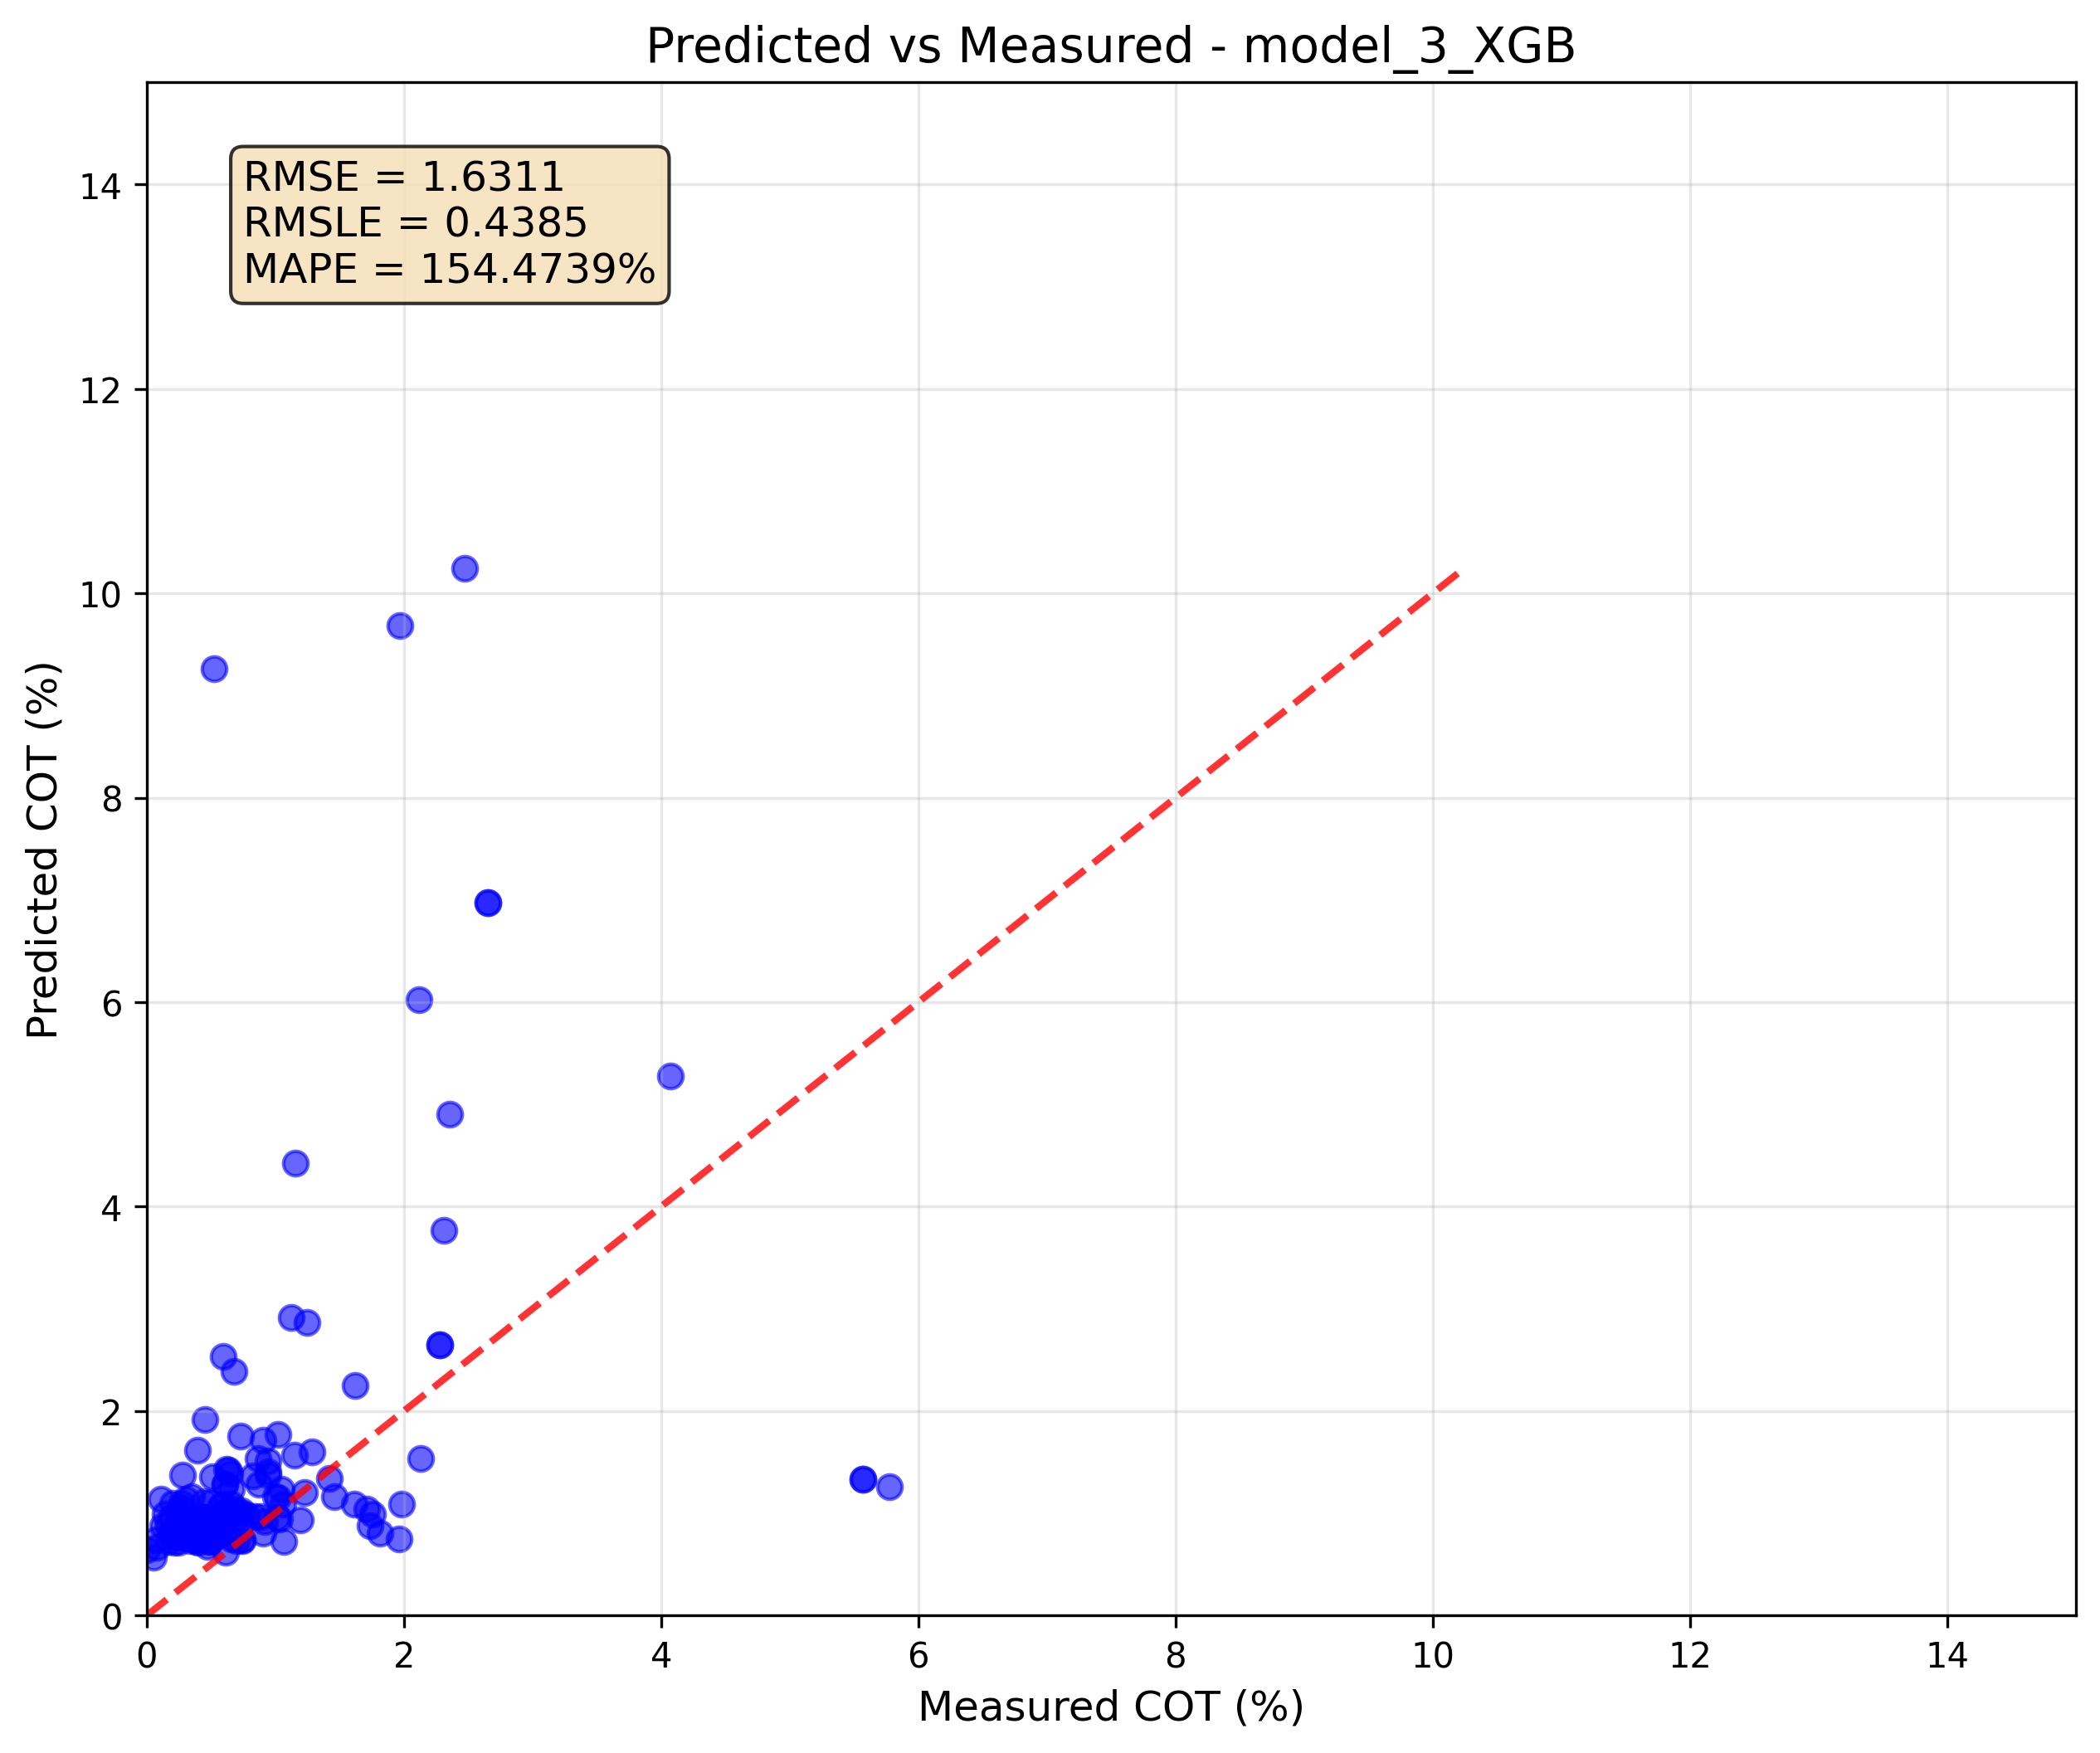 Predicted vs Measured - model_3_XGB
RMSE = 1.6311
RMSLE = 0.4385
MAPE = 154.4739%
Predicted COT (%)
14
12
10
8
6
4
2
0
0 2 4 6 8 10 12 14
Measured COT (%)